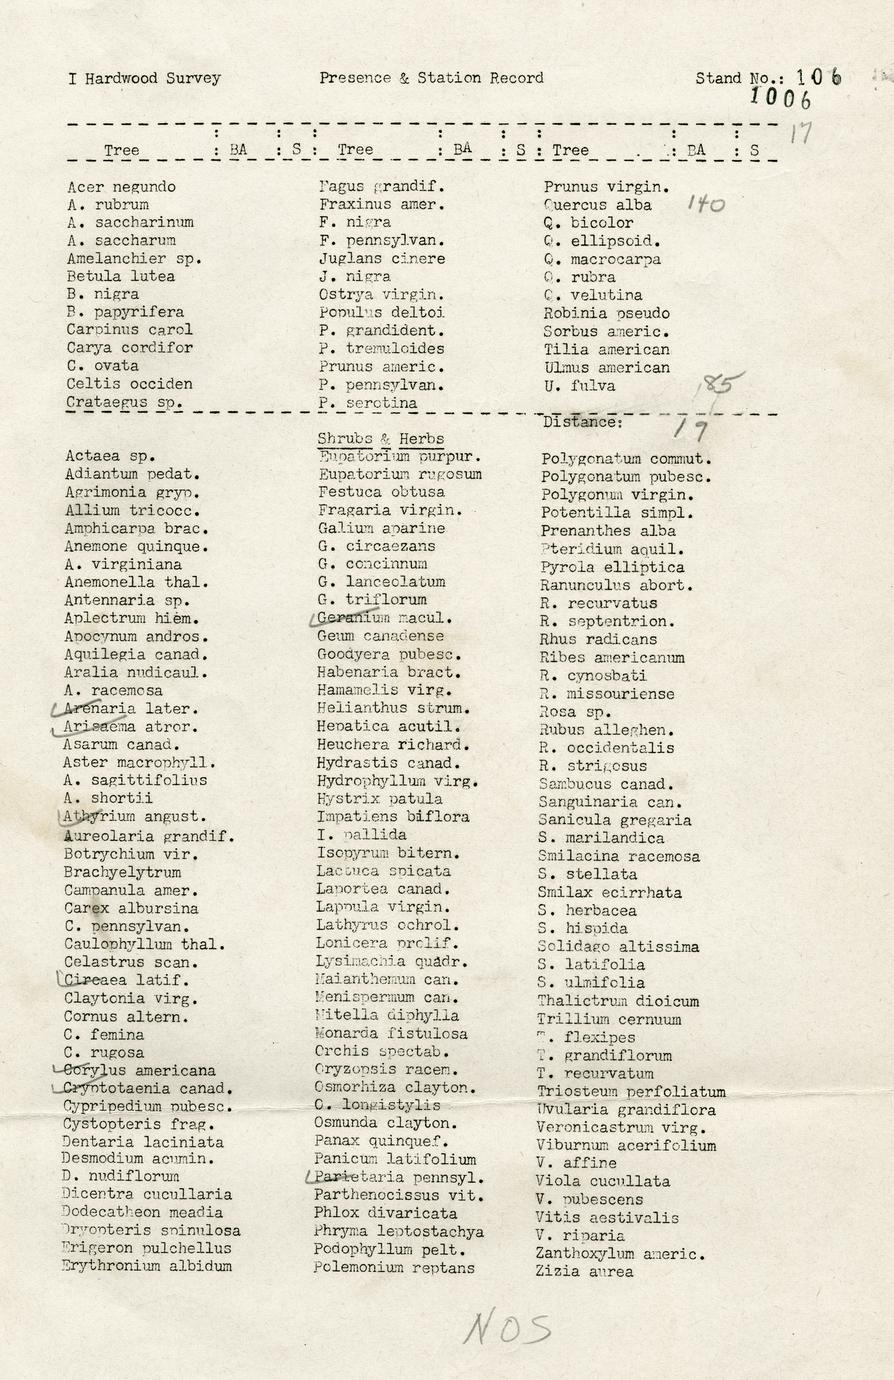 I Hardwood Survey Presence & Station Record Stand No.: 106
1006
17
Tree : BA : S : Tree : BA : S : Tree : BA : S
Acer negundo Fagus grandif. Prunus virgin.
A. rubrum Fraxinus amer. Quercus alba 140
A. saccharinum F. nigra Q. bicolor
A. saccharum F. pennsylvan. Q. ellipsoid.
Amelanchier sp. Juglans cinere Q. macrocarpa
Betula lutea J. nigra Q. rubra
B. nigra Ostrya virgin. Q. velutina
B. papyrifera Populus deltoi Robinia pseudo
Carpinus carol P. grandident. Sorbus americ.
Carya cordifor P. tremuloides Tilia american
C. ovata Prunus americ. Ulmus american
Celtis occiden P. pennsylvan. U. fulva 85
Crataegus sp. P. serotina
Distance: 19
Shrubs & Herbs
Actaea sp. Eupatorium purpur. Polygonatum commut.
Adiantum pedat. Eupatorium rugosum Polygonatum pubesc.
Agrimonia gryp. Festuca obtusa Polygonum virgin.
Allium tricocc. Fragaria virgin. Potentilla simpl.
Amphicarpa brac. Galium aparine Prenanthes alba
Anemone quinque. G. circaezans Pteridium aquil.
A. virginiana G. concinnum Pyrola elliptica
Anemonella thal. G. lanceolatum Ranunculus abort.
Antennaria sp. G. triflorum R. recurvatus
Aplectrum hiem. Geranium macul. R. septentrion.
Apocynum andros. Geum canadense Rhus radicans
Aquilegia canad. Goodyera pubesc. Ribes americanum
Aralia nudicaul. Habenaria bract. R. cynosbati
A. racemosa Hamamelis virg. R. missouriense
Arenaria later. Helianthus strum. Rosa sp.
Arisaema atror. Hepatica acutil. Rubus alleghen.
Asarum canad. Heuchera richard. R. occidentalis
Aster macrophyll. Hydrastis canad. R. strigosus
A. sagittifolius Hydrophyllum virg. Sambucus canad.
A. shortii Hystrix patula Sanguinaria can.
Athyrium angust. Impatiens biflora Sanicula gregaria
Aureolaria grandif. I. pallida S. marilandica
Botrychium vir. Isopyrum bitern. Smilacina racemosa
Brachyelytrum Lactuca spicata S. stellata
Campanula amer. Laportea canad. Smilax ecirrhata
Carex albursina Lappula virgin. S. herbacea
C. pennsylvan. Lathyrus ochrol. S. hispida
Caulophyllum thal. Lonicera prolif. Solidago altissima
Celastrus scan. Lysimachia quadr. S. latifolia
Circaea latif. Maianthemum can. S. ulmifolia
Claytonia virg. Menispermum can. Thalictrum dioicum
Cornus altern. Mitella diphylla Trillium cernuum
C. femina Monarda fistulosa T. flexipes
C. rugosa Orchis spectab. T. grandiflorum
Corylus americana Oryzopsis racem. T. recurvatum
Cryptotaenia canad. Osmorhiza clayton. Triosteum perfoliatum
Cypripedium pubesc. O. longistylis Uvularia grandiflora
Cystopteris frag. Osmunda clayton. Veronicastrum virg.
Dentaria laciniata Panax quinquef. Viburnum acerifolium
Desmodium acumin. Panicum latifolium V. affine
D. nudiflorum Parietaria pennsyl. Viola cucullata
Dicentra cucullaria Parthenocissus vit. V. pubescens
Dodecatheon meadia Phlox divaricata Vitis aestivalis
Dryopteris spinulosa Phryma leptostachya V. riparia
Erigeron pulchellus Podophyllum pelt. Zanthoxylum americ.
Erythronium albidum Polemonium reptans Zizia aurea
NOS